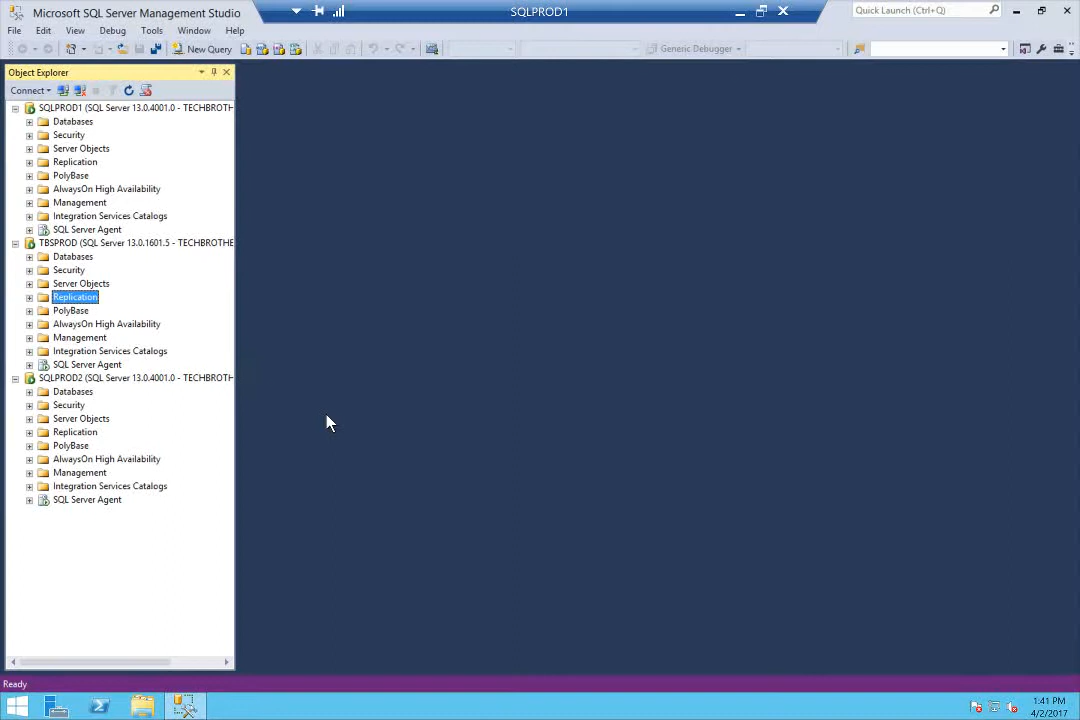 Microsoft SQL Server Management Studio
SQLPROD1
Quick Launch (Ctrl+Q)
File Edit View Debug Tools Window Help
New Query
Generic Debugger
Object Explorer
Connect
SQLPROD1 (SQL Server 13.0.4001.0 - TECHBROTH
Databases
Security
Server Objects
Replication
PolyBase
AlwaysOn High Availability
Management
Integration Services Catalogs
SQL Server Agent
TBSPROD (SQL Server 13.0.1601.5 - TECHBROTHE
Databases
Security
Server Objects
Replication
PolyBase
AlwaysOn High Availability
Management
Integration Services Catalogs
SQL Server Agent
SQLPROD2 (SQL Server 13.0.4001.0 - TECHBROTH
Databases
Security
Server Objects
Replication
PolyBase
AlwaysOn High Availability
Management
Integration Services Catalogs
SQL Server Agent
Ready
1:41 PM
4/2/2017